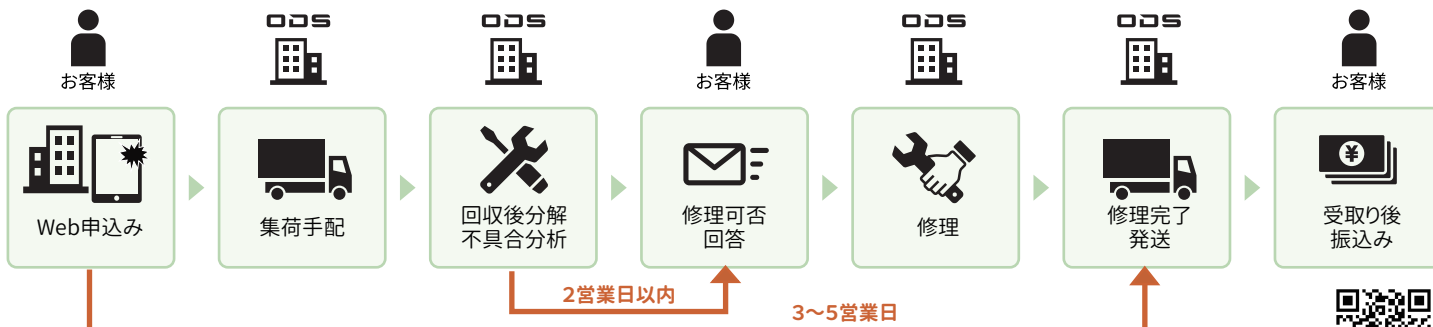 お客様
ODS
ODS
お客様
ODS
ODS
お客様
Web申込み
集荷手配
回収後分解
不具合分析
修理可否
回答
修理
修理完了
発送
受取り後
振込み
2営業日以内
3〜5営業日